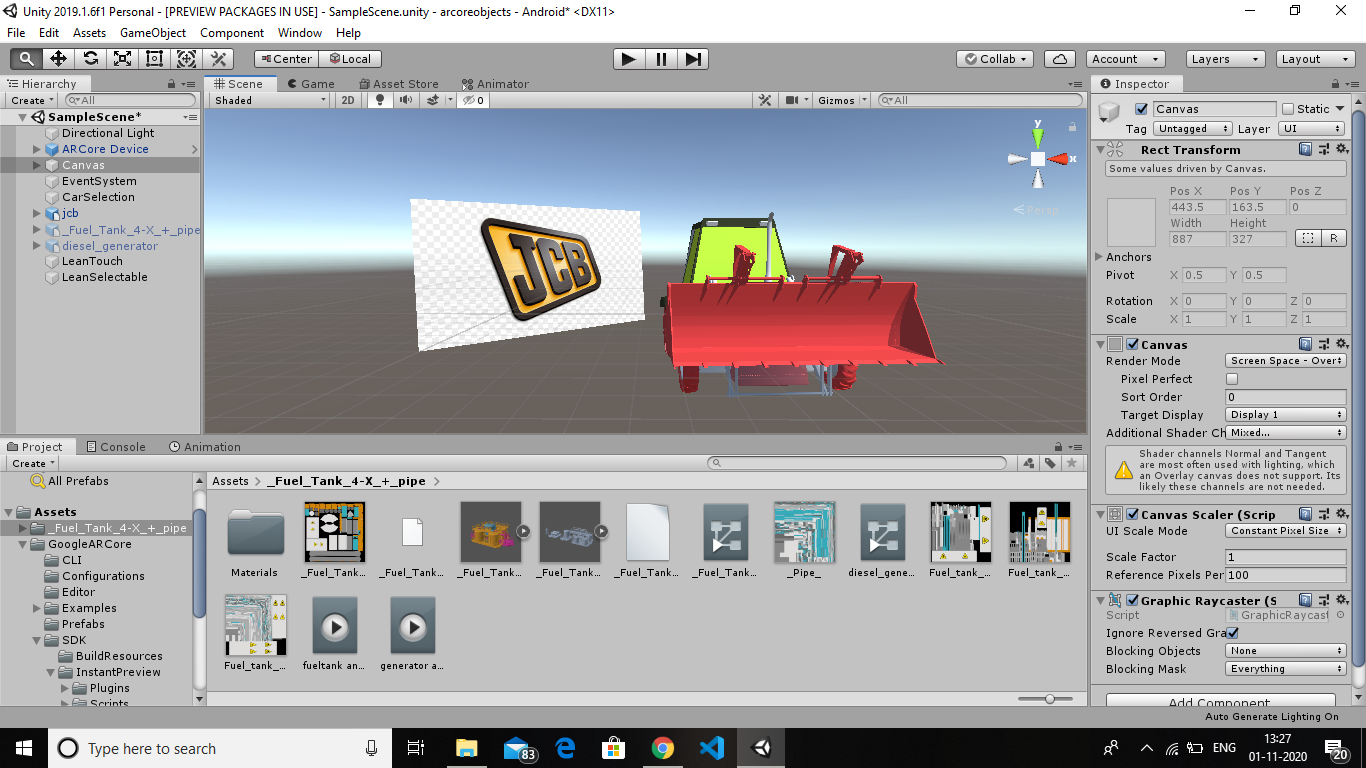 Unity 2019.1.6f1 Personal - [PREVIEW PACKAGES IN USE] - SampleScene.unity - arcoreobjects - Android* <DX11>
File Edit Assets GameObject Component Window Help
Center Local Collab Account Layers Layout
Hierarchy
Create All
SampleScene*
Directional Light
ARCore Device
Canvas
EventSystem
CarSelection
jcb
_Fuel_Tank_4-X_+_pipe
diesel_generator
LeanTouch
LeanSelectable
Scene Game Asset Store Animator
Shaded 2D 0 Gizmos All
y
x
Persp
JCB
Inspector
Canvas Static
Tag Untagged Layer UI
Rect Transform
Some values driven by Canvas.
Pos X Pos Y Pos Z
443.5 163.5 0
Width Height
887 327 R
Anchors
Pivot X 0.5 Y 0.5
Rotation X 0 Y 0 Z 0
Scale X 1 Y 1 Z 1
Canvas
Render Mode Screen Space - Over
Pixel Perfect
Sort Order 0
Target Display Display 1
Additional Shader Ch Mixed...
Shader channels Normal and Tangent
are most often used with lighting, which
an Overlay canvas does not support. Its
likely these channels are not needed.
Canvas Scaler (Scrip
UI Scale Mode Constant Pixel Size
Scale Factor 1
Reference Pixels Per 100
Graphic Raycaster (S
Script GraphicRaycast
Ignore Reversed Gra
Blocking Objects None
Blocking Mask Everything
Add Component
Project Console Animation
Create
All Prefabs
Assets
_Fuel_Tank_4-X_+_pipe
GoogleARCore
CLI
Configurations
Editor
Examples
Prefabs
SDK
BuildResources
InstantPreview
Plugins
Scripts
Assets _Fuel_Tank_4-X_+_pipe
Materials _Fuel_Tank... _Fuel_Tank... _Fuel_Tank... _Fuel_Tank... _Fuel_Tank... _Fuel_Tank... _Pipe_ diesel_gene... Fuel_tank_... Fuel_tank_...
Fuel_tank_... fueltank an... generator a...
Auto Generate Lighting On
Type here to search
83
ENG
13:27
01-11-2020
20